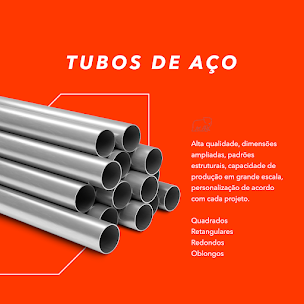 TUBOS DE AÇO
Alta qualidade, dimensões
ampliadas, padrões
estruturais, capacidade de
produção em grande escala,
personalização de acordo
com cada projeto.
Quadrados
Retangulares
Redondos
Oblongos